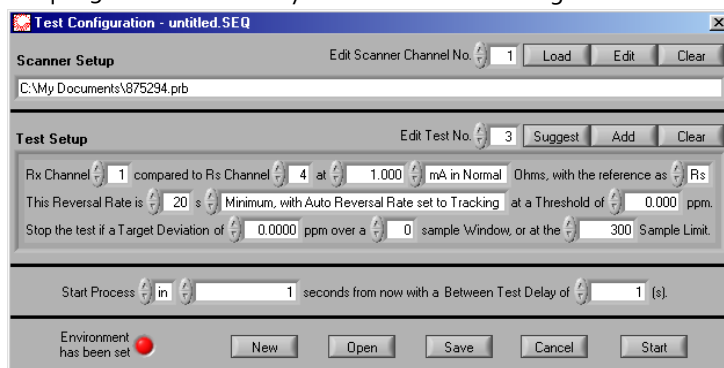 Test Configuration - untitled.SEQ
Scanner Setup Edit Scanner Channel No. 1 Load Edit Clear
C:\My Documents\875294.prb
Test Setup Edit Test No. 3 Suggest Add Clear
Rx Channel 1 compared to Rs Channel 4 at 1.000 mA in Normal Ohms, with the reference as Rs
This Reversal Rate is 20 s Minimum, with Auto Reversal Rate set to Tracking at a Threshold of 0.000 ppm.
Stop the test if a Target Deviation of 0.0000 ppm over a 0 sample Window, or at the 300 Sample Limit.
Start Process in 1 seconds from now with a Between Test Delay of 1 (s).
Environment
has been set New Open Save Cancel Start